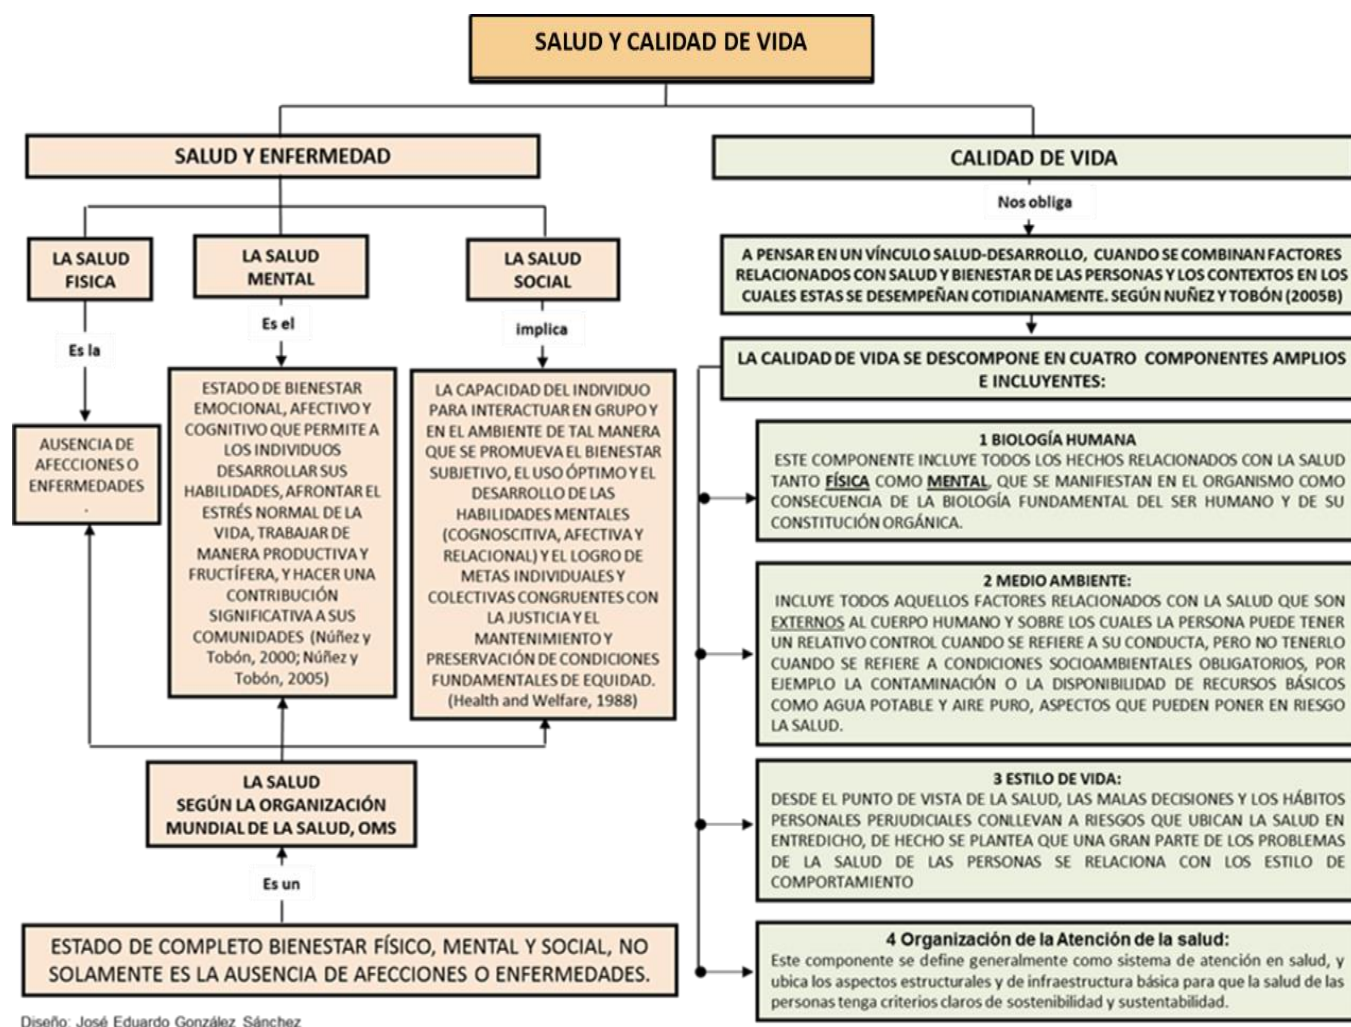 SALUD Y CALIDAD DE VIDA
SALUD Y ENFERMEDAD
LA SALUD
FISICA
Es la
AUSENCIA DE
AFECCIONES O
ENFERMEDADES
.
LA SALUD
MENTAL
Es el
ESTADO DE BIENESTAR
EMOCIONAL, AFECTIVO Y
COGNITIVO QUE PERMITE A
LOS INDIVIDUOS
DESARROLLAR SUS
HABILIDADES, AFRONTAR EL
ESTRÉS NORMAL DE LA
VIDA, TRABAJAR DE
MANERA PRODUCTIVA Y
FRUCTÍFERA, Y HACER UNA
CONTRIBUCIÓN
SIGNIFICATIVA A SUS
COMUNIDADES (Núñez y
Tobón, 2000; Núñez y
Tobón, 2005)
LA SALUD
SOCIAL
implica
LA CAPACIDAD DEL INDIVIDUO
PARA INTERACTUAR EN GRUPO Y
EN EL AMBIENTE DE TAL MANERA
QUE SE PROMUEVA EL BIENESTAR
SUBJETIVO, EL USO ÓPTIMO Y EL
DESARROLLO DE LAS
HABILIDADES MENTALES
(COGNOSCITIVA, AFECTIVA Y
RELACIONAL) Y EL LOGRO DE
METAS INDIVIDUALES Y
COLECTIVAS CONGRUENTES CON
LA JUSTICIA Y EL
MANTENIMIENTO Y
PRESERVACIÓN DE CONDICIONES
FUNDAMENTALES DE EQUIDAD.
(Health and Welfare, 1988)
LA SALUD
SEGÚN LA ORGANIZACIÓN
MUNDIAL DE LA SALUD, OMS
Es un
ESTADO DE COMPLETO BIENESTAR FÍSICO, MENTAL Y SOCIAL, NO
SOLAMENTE ES LA AUSENCIA DE AFECCIONES O ENFERMEDADES.
Diseño: José Eduardo González Sánchez
CALIDAD DE VIDA
Nos obliga
A PENSAR EN UN VÍNCULO SALUD-DESARROLLO, CUANDO SE COMBINAN FACTORES
RELACIONADOS CON SALUD Y BIENESTAR DE LAS PERSONAS Y LOS CONTEXTOS EN LOS
CUALES ESTAS SE DESEMPEÑAN COTIDIANAMENTE. SEGÚN NUÑEZ Y TOBÓN (2005B)
LA CALIDAD DE VIDA SE DESCOMPONE EN CUATRO COMPONENTES AMPLIOS
E INCLUYENTES:
1 BIOLOGÍA HUMANA
ESTE COMPONENTE INCLUYE TODOS LOS HECHOS RELACIONADOS CON LA SALUD
TANTO FÍSICA COMO MENTAL, QUE SE MANIFIESTAN EN EL ORGANISMO COMO
CONSECUENCIA DE LA BIOLOGÍA FUNDAMENTAL DEL SER HUMANO Y DE SU
CONSTITUCIÓN ORGÁNICA.
2 MEDIO AMBIENTE:
INCLUYE TODOS AQUELLOS FACTORES RELACIONADOS CON LA SALUD QUE SON
EXTERNOS AL CUERPO HUMANO Y SOBRE LOS CUALES LA PERSONA PUEDE TENER
UN RELATIVO CONTROL CUANDO SE REFIERE A SU CONDUCTA, PERO NO TENERLO
CUANDO SE REFIERE A CONDICIONES SOCIOAMBIENTALES OBLIGATORIOS, POR
EJEMPLO LA CONTAMINACIÓN O LA DISPONIBILIDAD DE RECURSOS BÁSICOS
COMO AGUA POTABLE Y AIRE PURO, ASPECTOS QUE PUEDEN PONER EN RIESGO
LA SALUD.
3 ESTILO DE VIDA:
DESDE EL PUNTO DE VISTA DE LA SALUD, LAS MALAS DECISIONES Y LOS HÁBITOS
PERSONALES PERJUDICIALES CONLLEVAN A RIESGOS QUE UBICAN LA SALUD EN
ENTREDICHO, DE HECHO SE PLANTEA QUE UNA GRAN PARTE DE LOS PROBLEMAS
DE LA SALUD DE LAS PERSONAS SE RELACIONA CON LOS ESTILO DE
COMPORTAMIENTO
4 Organización de la Atención de la salud:
Este componente se define generalmente como sistema de atención en salud, y
ubica los aspectos estructurales y de infraestructura básica para que la salud de las
personas tenga criterios claros de sostenibilidad y sustentabilidad.